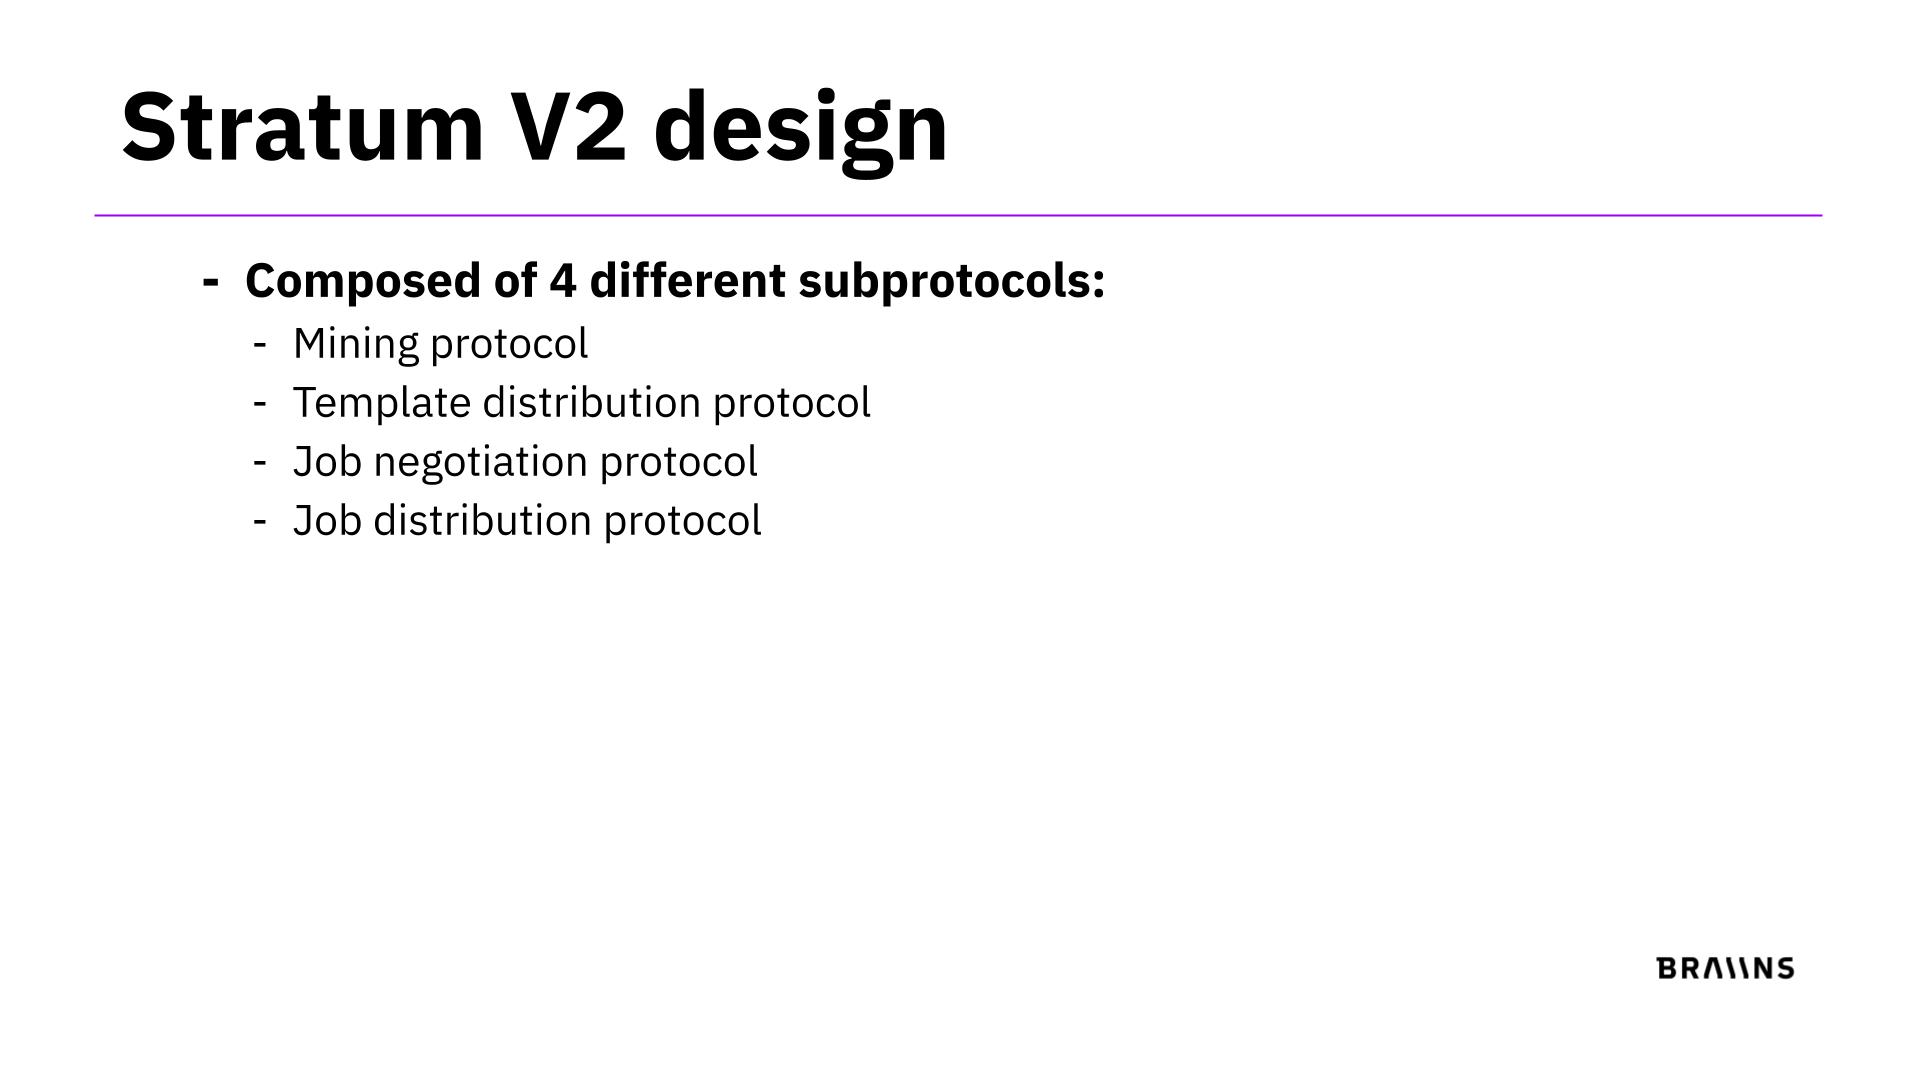 Stratum V2 design
- Composed of 4 different subprotocols:
- Mining protocol
- Template distribution protocol
- Job negotiation protocol
- Job distribution protocol
BRAIINS